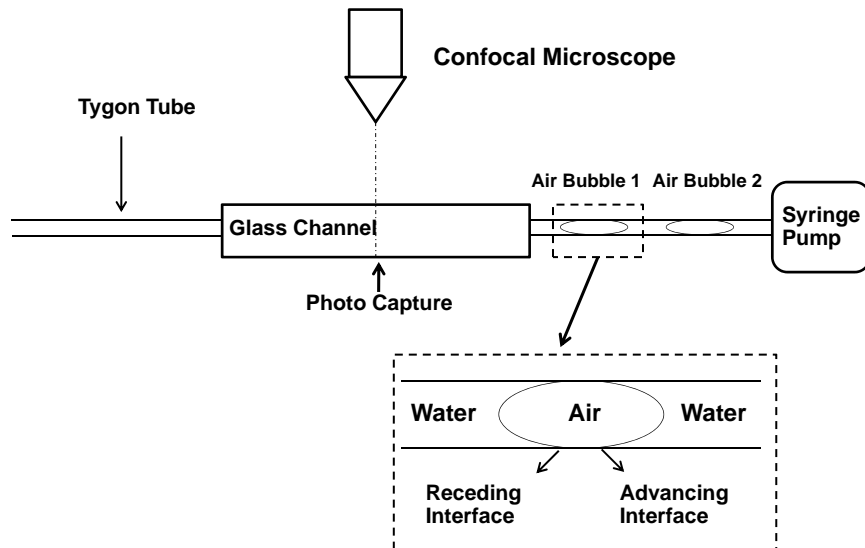 Confocal Microscope
Tygon Tube
Air Bubble 1
Air Bubble 2
Syringe
Pump
Glass Channel
Photo Capture
Water
Air
Water
Receding
Interface
Advancing
Interface